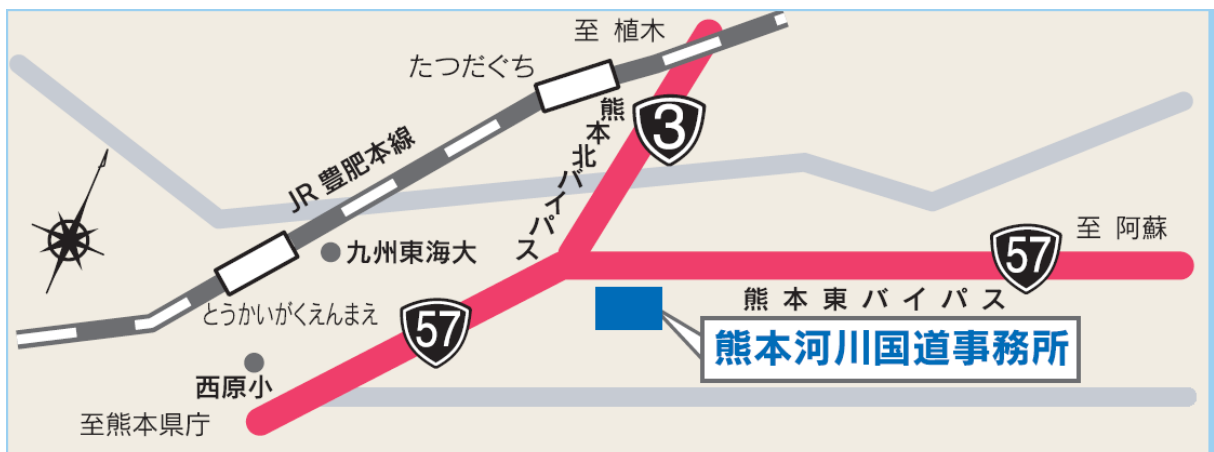 至 植木
たつだぐち
熊本北バイパス
3
JR 豊肥本線
九州東海大
至 阿蘇
57
とうかいがくえんまえ
57
熊本東バイパス
熊本河川国道事務所
西原小
至熊本県庁